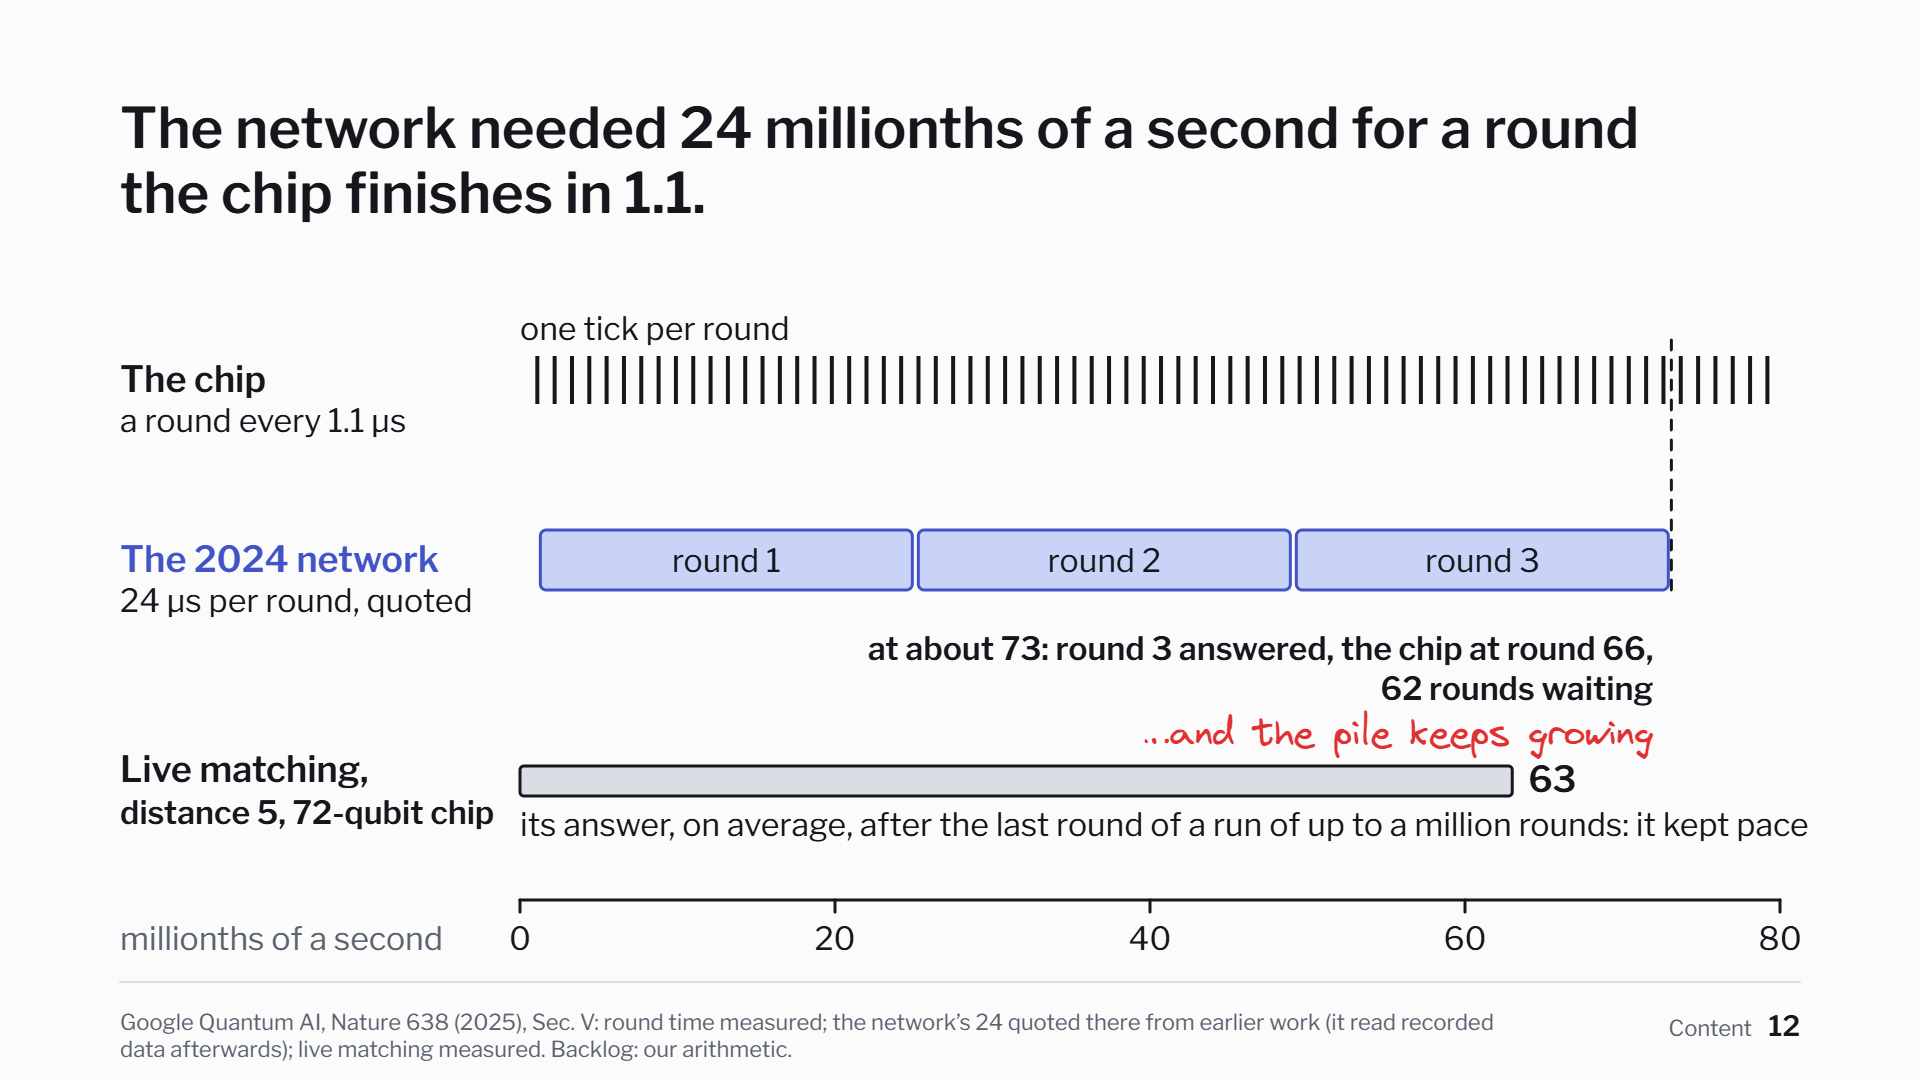 The network needed 24 millionths of a second for a round
the chip finishes in 1.1.
one tick per round
The chip
a round every 1.1 µs
The 2024 network
24 µs per round, quoted
round 1
round 2
round 3
at about 73: round 3 answered, the chip at round 66,
62 rounds waiting
...and the pile keeps growing
Live matching,
distance 5, 72-qubit chip
63
its answer, on average, after the last round of a run of up to a million rounds: it kept pace
millionths of a second
0
20
40
60
80
Google Quantum AI, Nature 638 (2025), Sec. V: round time measured; the network’s 24 quoted there from earlier work (it read recorded
data afterwards); live matching measured. Backlog: our arithmetic.
Content 12